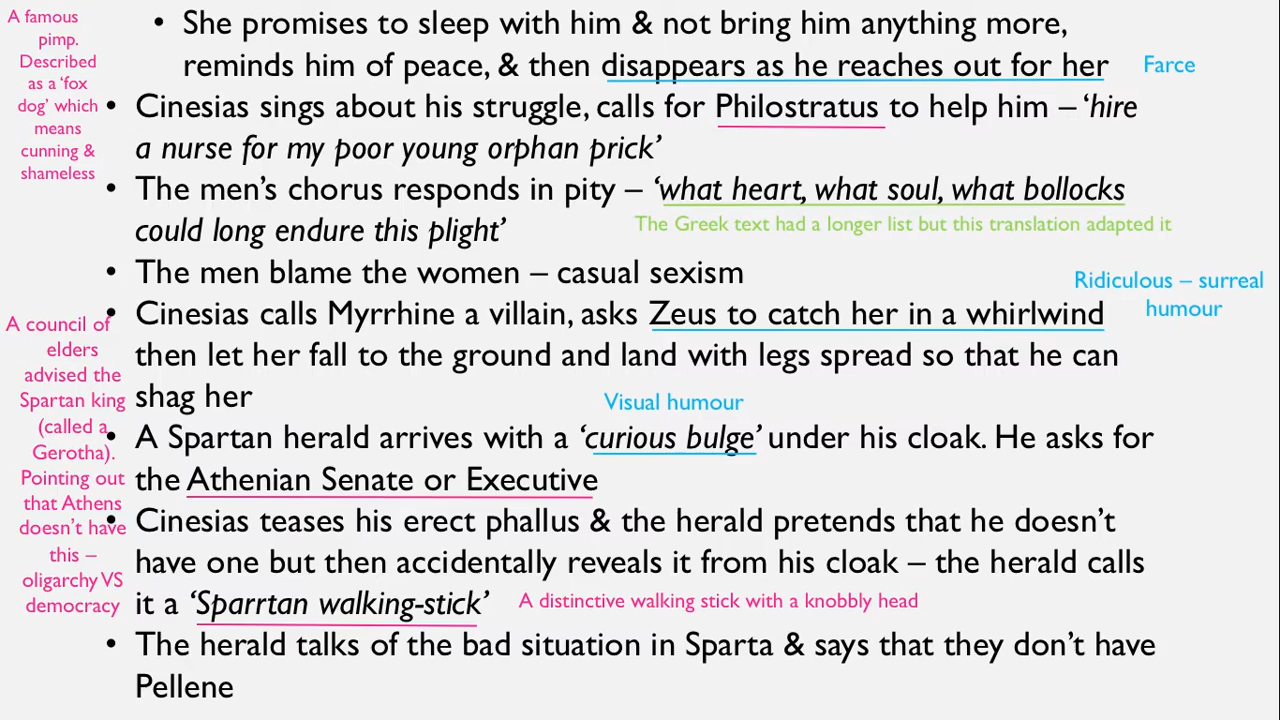 A famous
pimp.
Described
as a ‘fox
dog’ which
means
cunning &
shameless
• She promises to sleep with him & not bring him anything more,
reminds him of peace, & then disappears as he reaches out for her
Farce
• Cinesias sings about his struggle, calls for Philostratus to help him – ‘hire
a nurse for my poor young orphan prick’
• The men’s chorus responds in pity – ‘what heart, what soul, what bollocks
could long endure this plight’
The Greek text had a longer list but this translation adapted it
• The men blame the women – casual sexism
Ridiculous – surreal
humour
• Cinesias calls Myrrhine a villain, asks Zeus to catch her in a whirlwind
then let her fall to the ground and land with legs spread so that he can
shag her
A council of
elders
advised the
Spartan king
(called a
Gerotha).
Pointing out
that Athens
doesn’t have
this –
oligarchy VS
democracy
Visual humour
• A Spartan herald arrives with a ‘curious bulge’ under his cloak. He asks for
the Athenian Senate or Executive
• Cinesias teases his erect phallus & the herald pretends that he doesn’t
have one but then accidentally reveals it from his cloak – the herald calls
it a ‘Sparrtan walking-stick’
A distinctive walking stick with a knobbly head
• The herald talks of the bad situation in Sparta & says that they don’t have
Pellene